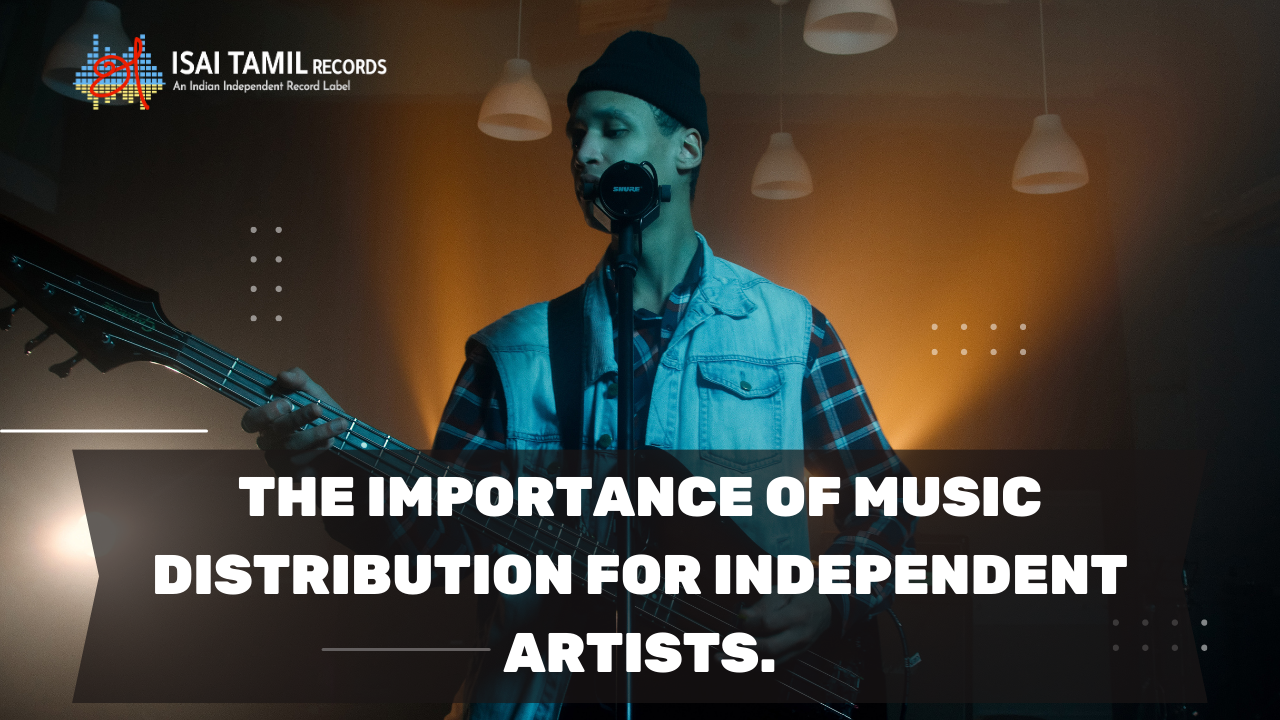 ISAI TAMIL RECORDS
An Indian Independent Record Label
SHURE
THE IMPORTANCE OF MUSIC
DISTRIBUTION FOR INDEPENDENT
ARTISTS.